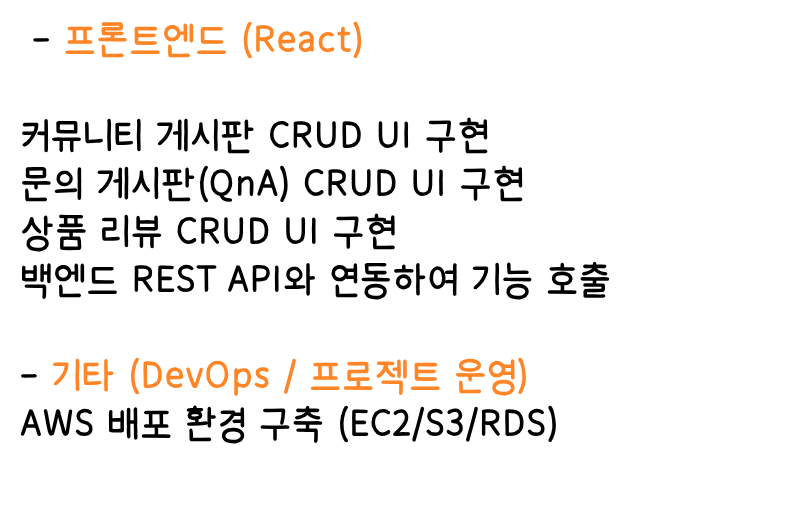 - 프론트엔드 (React)
커뮤니티 게시판 CRUD UI 구현
문의 게시판(QnA) CRUD UI 구현
상품 리뷰 CRUD UI 구현
백엔드 REST API와 연동하여 기능 호출
- 기타 (DevOps / 프로젝트 운영)
AWS 배포 환경 구축 (EC2/S3/RDS)